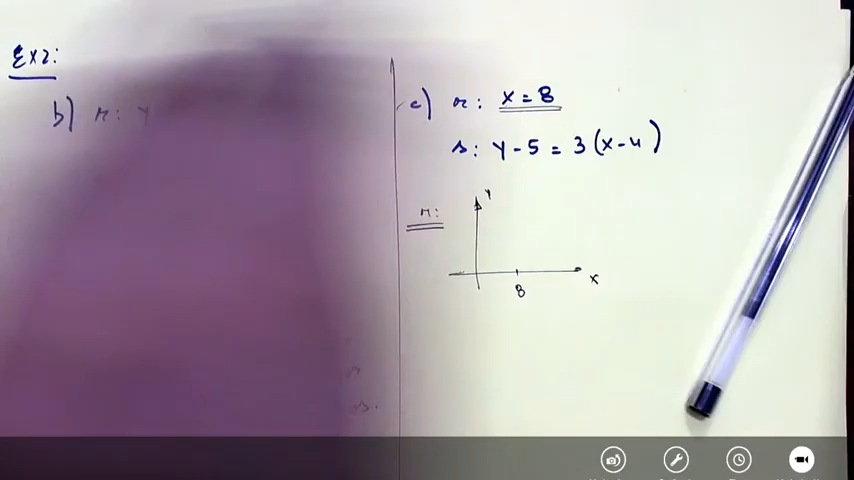 Ex2:
b) r: y
c) r: x = 8
s: y - 5 = 3(x - 4)
r:
y
x
8
s.